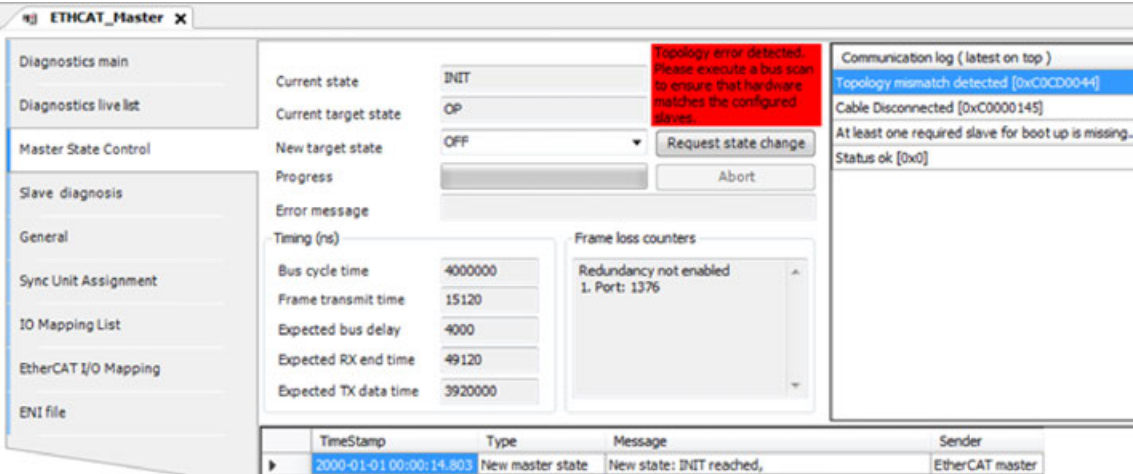 ETHCAT_Master X
Diagnostics main
Diagnostics live list
Master State Control
Slave diagnosis
General
Sync Unit Assignment
IO Mapping List
EtherCAT I/O Mapping
ENI file
Current state INIT
Current target state OP
New target state OFF
Request state change
Progress
Abort
Error message
Topology error detected.
Please execute a bus scan
to ensure that hardware
matches the configured
slaves.
Timing (ns)
Bus cycle time 4000000
Frame transmit time 15120
Expected bus delay 4000
Expected RX end time 49120
Expected TX data time 3920000
Frame loss counters
Redundancy not enabled
1. Port: 1376
Communication log ( latest on top )
Topology mismatch detected [0xC0CD0044]
Cable Disconnected [0xC0000145]
At least one required slave for boot up is missing..
Status ok [0x0]
TimeStamp Type Message Sender
2000-01-01 00:00:14.803 New master state New state: INIT reached, EtherCAT master